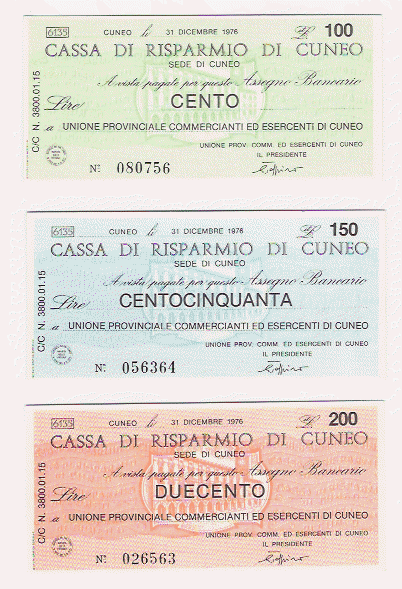 6135 CUNEO lì 31 DICEMBRE 1976 £. 100
CASSA DI RISPARMIO DI CUNEO
SEDE DI CUNEO
A vista pagate per questo Assegno Bancario
Lire CENTO
a UNIONE PROVINCIALE COMMERCIANTI ED ESERCENTI DI CUNEO
UNIONE PROV. COMM. ED ESERCENTI DI CUNEO
IL PRESIDENTE
N. 080756
C/C N. 3800.01.15
6135 CUNEO lì 31 DICEMBRE 1976 £. 150
CASSA DI RISPARMIO DI CUNEO
SEDE DI CUNEO
A vista pagate per questo Assegno Bancario
Lire CENTOCINQUANTA
a UNIONE PROVINCIALE COMMERCIANTI ED ESERCENTI DI CUNEO
UNIONE PROV. COMM. ED ESERCENTI DI CUNEO
IL PRESIDENTE
N. 056364
C/C N. 3800.01.15
6135 CUNEO lì 31 DICEMBRE 1976 £. 200
CASSA DI RISPARMIO DI CUNEO
SEDE DI CUNEO
A vista pagate per questo Assegno Bancario
Lire DUECENTO
a UNIONE PROVINCIALE COMMERCIANTI ED ESERCENTI DI CUNEO
UNIONE PROV. COMM. ED ESERCENTI DI CUNEO
IL PRESIDENTE
N. 026563
C/C N. 3800.01.15